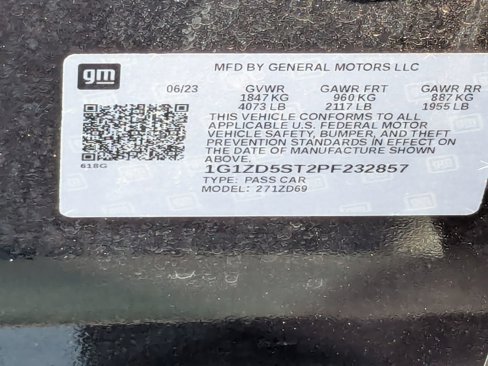 gm
MFD BY GENERAL MOTORS LLC
06/23 GVWR GAWR FRT GAWR RR
1847 KG 960 KG 887 KG
4073 LB 2117 LB 1955 LB
THIS VEHICLE CONFORMS TO ALL
APPLICABLE U.S. FEDERAL MOTOR
VEHICLE SAFETY, BUMPER, AND THEFT
PREVENTION STANDARDS IN EFFECT ON
THE DATE OF MANUFACTURE SHOWN
ABOVE.
618G
1G1ZD5ST2PF232857
TYPE: PASS CAR
MODEL: 271ZD69